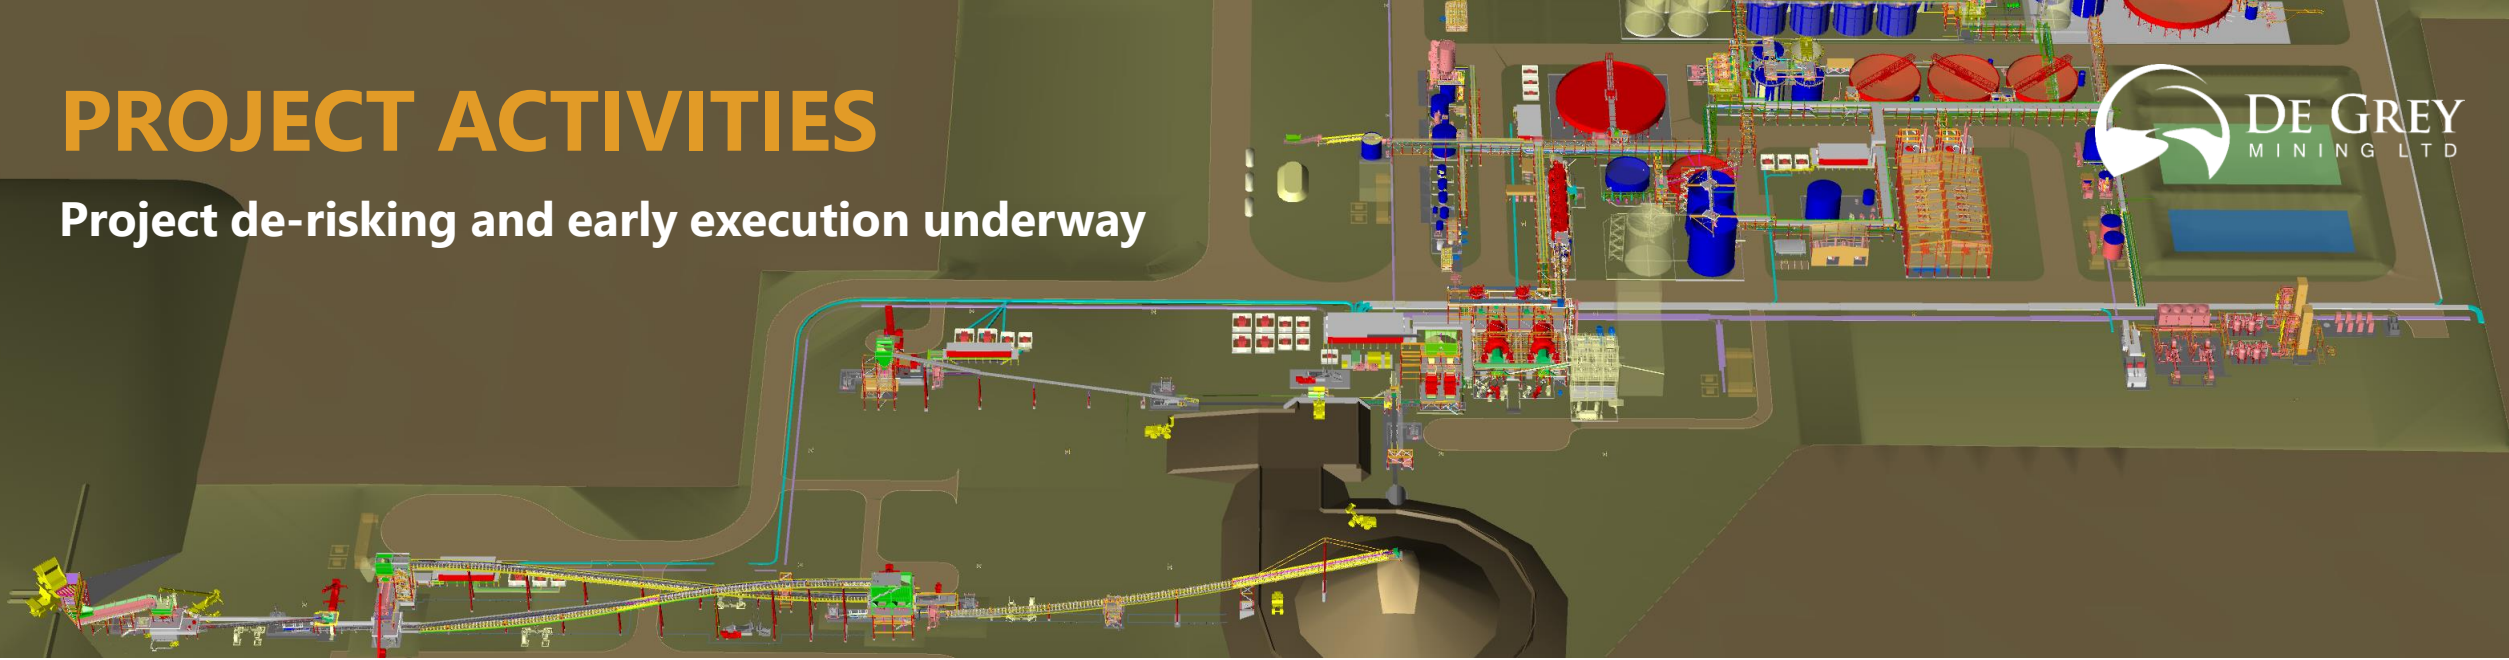 PROJECT ACTIVITIES
Project de-risking and early execution underway
DE GREY
MINING LTD